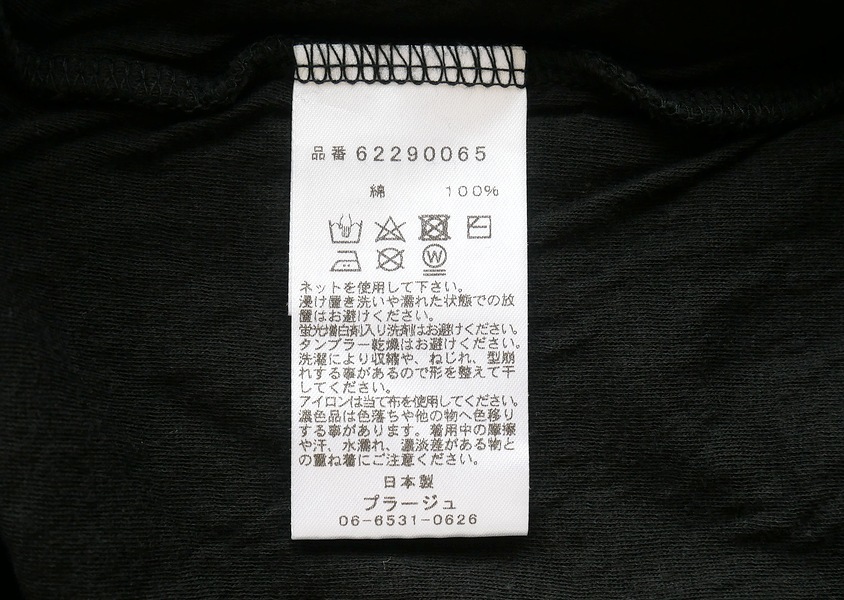 品番 62290065
綿 100%
W
ネットを使用して下さい。
浸け置き洗いや濡れた状態での放
置はお避けください。
蛍光増白剤入り洗剤はお避けください。
タンブラー乾燥はお避けください。
洗濯により収縮や、ねじれ、型崩
れする事があるので形を整えて干
してください。
アイロンは当て布を使用してください。
濃色品は色落ちや他の物へ色移り
する事があります。着用中の摩擦
や汗、水濡れ、濃淡差がある物と
の重ね着にご注意ください。
日本製
プラージュ
06-6531-0626